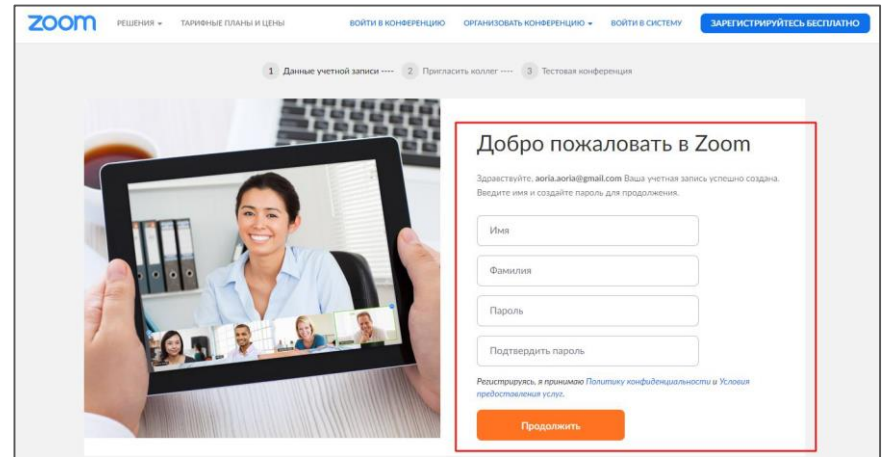 zoom РЕШЕНИЯ ТАРИФНЫЕ ПЛАНЫ И ЦЕНЫ ВОЙТИ В КОНФЕРЕНЦИЮ ОРГАНИЗОВАТЬ КОНФЕРЕНЦИЮ ВОЙТИ В СИСТЕМУ ЗАРЕГИСТРИРУЙТЕСЬ БЕСПЛАТНО
1 Данные учетной записи ---- 2 Пригласить коллег ---- 3 Тестовая конференция
Добро пожаловать в Zoom
Здравствуйте, aoria.aoria@gmail.com Ваша учетная запись успешно создана.
Введите имя и создайте пароль для продолжения.
Имя
Фамилия
Пароль
Подтвердить пароль
Регистрируясь, я принимаю Политику конфиденциальности и Условия
предоставления услуг.
Продолжить